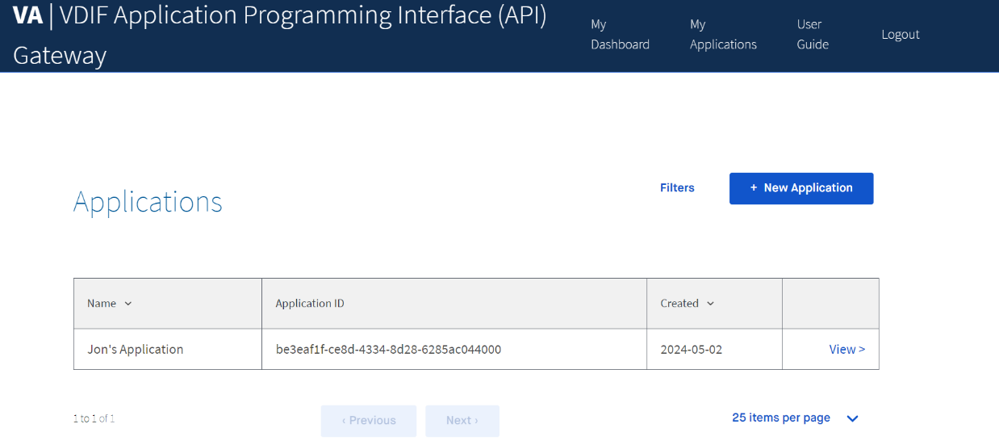 VA | VDIF Application Programming Interface (API)
Gateway
My
Dashboard
My
Applications
User
Guide
Logout
Applications
Filters
+ New Application
Name
Application ID
Created
Jon's Application
be3eaf1f-ce8d-4334-8d28-6285ac044000
2024-05-02
View >
1 to 1 of 1
‹ Previous
Next ›
25 items per page